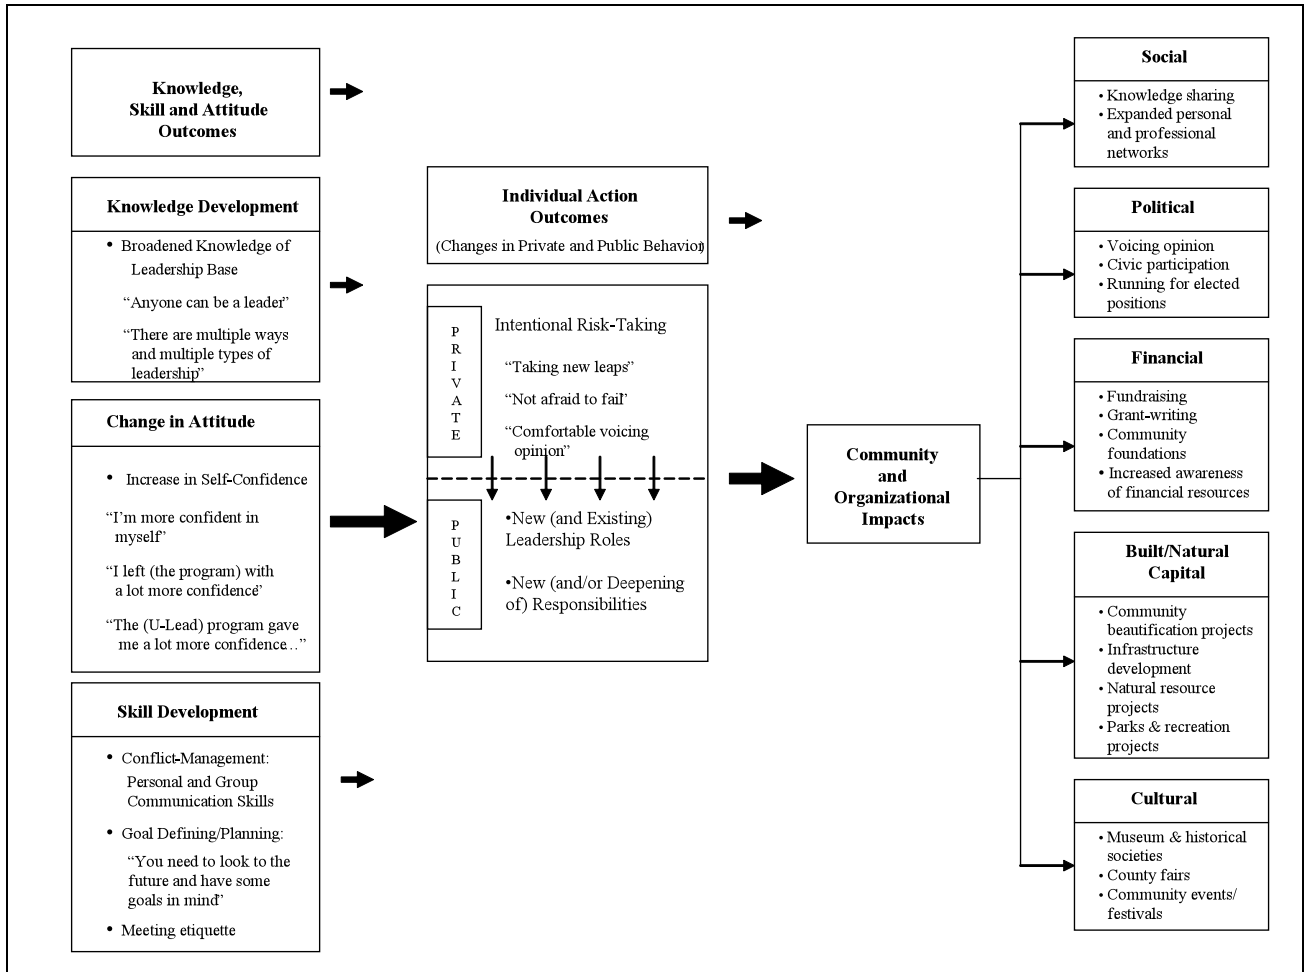 Knowledge,
Skill and Attitude
Outcomes
Knowledge Development
• Broadened Knowledge of
Leadership Base
“Anyone can be a leader”
“There are multiple ways
and multiple types of
leadership”
Change in Attitude
• Increase in Self-Confidence
“I’m more confident in
myself”
“I left (the program) with
a lot more confidence”
“The (U-Lead) program gave
me a lot more confidence…”
Skill Development
• Conflict-Management:
Personal and Group
Communication Skills
• Goal Defining/Planning:
“You need to look to the
future and have some
goals in mind”
• Meeting etiquette
Individual Action
Outcomes
(Changes in Private and Public Behavior)
P
R
I
V
A
T
E
Intentional Risk-Taking
“Taking new leaps”
“Not afraid to fail”
“Comfortable voicing
opinion”
P
U
B
L
I
C
•New (and Existing)
Leadership Roles
•New (and/or Deepening
of) Responsibilities
Community
and
Organizational
Impacts
Social
• Knowledge sharing
• Expanded personal
and professional
networks
Political
• Voicing opinion
• Civic participation
• Running for elected
positions
Financial
• Fundraising
• Grant-writing
• Community
foundations
• Increased awareness
of financial resources
Built/Natural
Capital
• Community
beautification projects
• Infrastructure
development
• Natural resource
projects
• Parks & recreation
projects
Cultural
• Museum & historical
societies
• County fairs
• Community events/
festivals